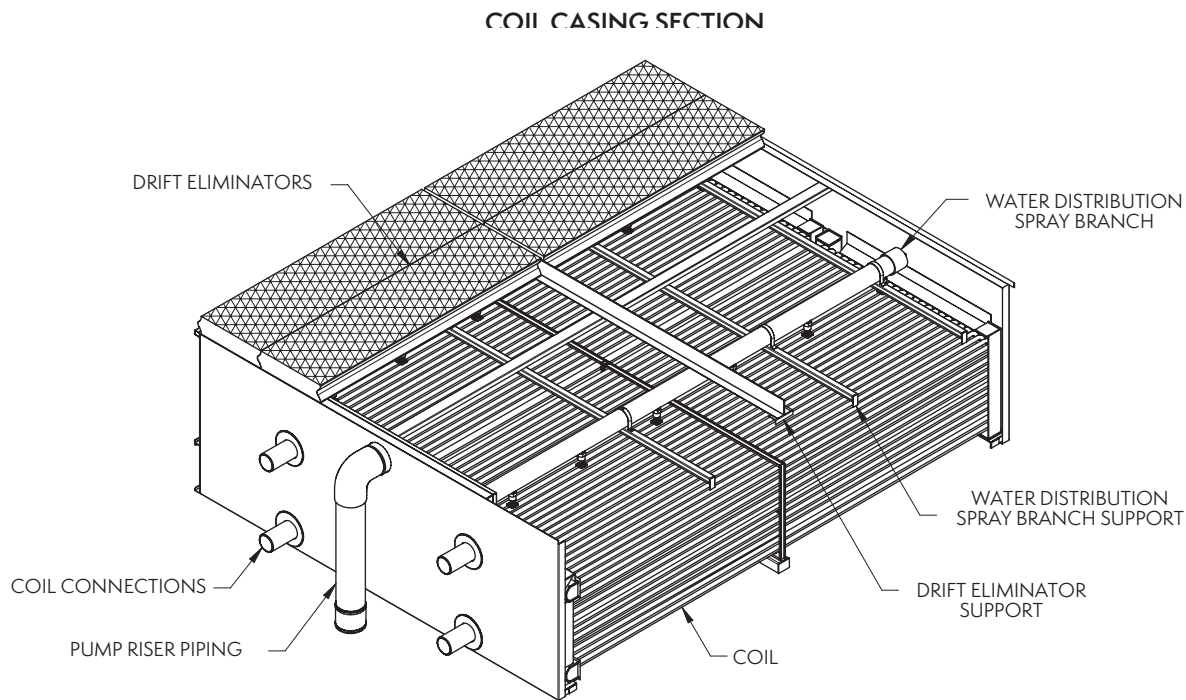 COIL CASING SECTION
DRIFT ELIMINATORS
WATER DISTRIBUTION
SPRAY BRANCH
WATER DISTRIBUTION
SPRAY BRANCH SUPPORT
COIL CONNECTIONS
DRIFT ELIMINATOR
SUPPORT
PUMP RISER PIPING
COIL